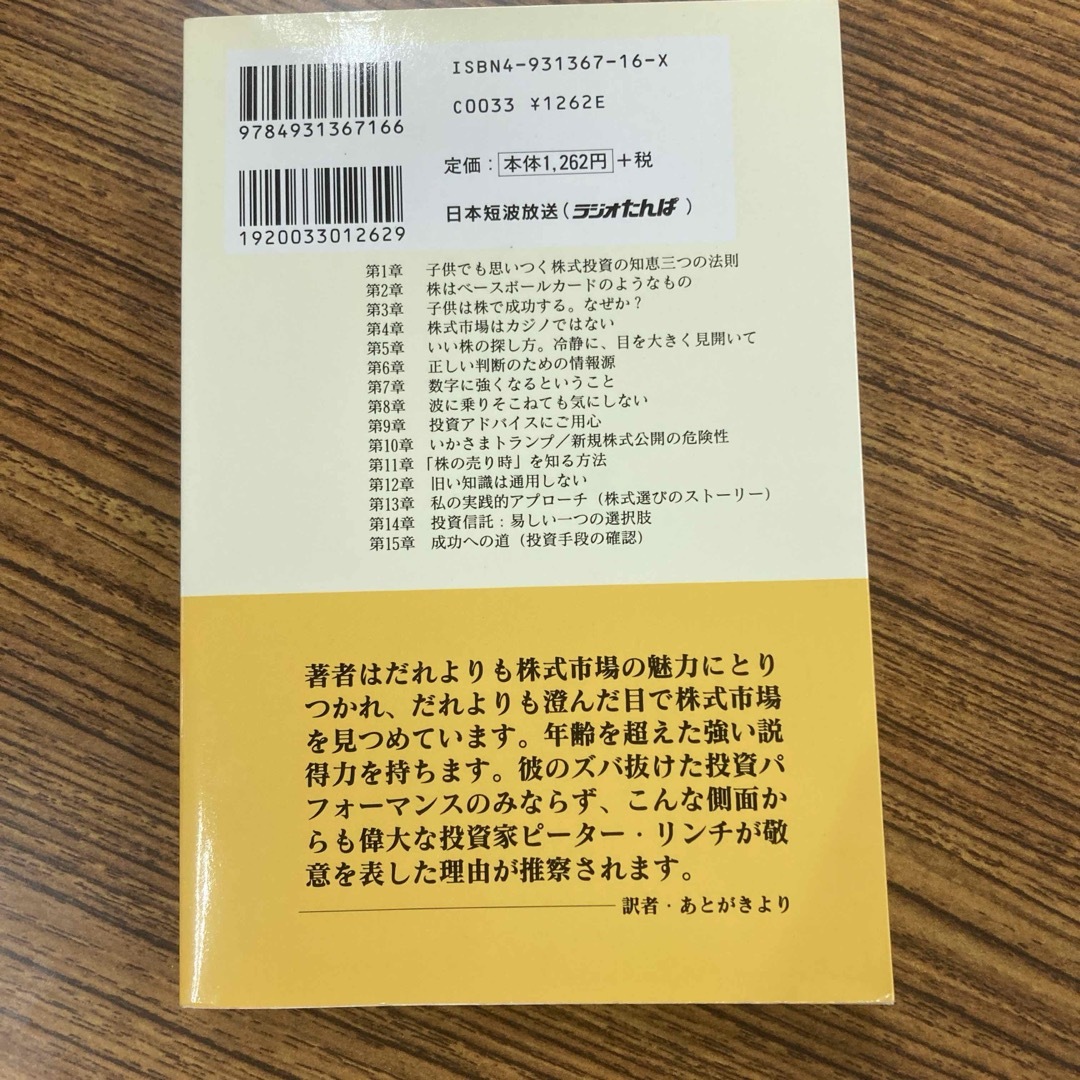 ISBN4-931367-16-X
C0033 ¥1262E
9784931367166
定価：本体1,262円＋税
日本短波放送（ラジオたんぱ）
1920033012629
第1章 子供でも思いつく株式投資の知恵三つの法則
第2章 株はベースボールカードのようなもの
第3章 子供は株で成功する。なぜか？
第4章 株式市場はカジノではない
第5章 いい株の探し方。冷静に、目を大きく見開いて
第6章 正しい判断のための情報源
第7章 数字に強くなるということ
第8章 波に乗りそこねても気にしない
第9章 投資アドバイスにご用心
第10章 いかさまトランプ／新規株式公開の危険性
第11章 「株の売り時」を知る方法
第12章 旧い知識は通用しない
第13章 私の実践的アプローチ（株式選びのストーリー）
第14章 投資信託：易しい一つの選択肢
第15章 成功への道（投資手段の確認）
著者はだれよりも株式市場の魅力にとり
つかれ、だれよりも澄んだ目で株式市場
を見つめています。年齢を超えた強い説
得力を持ちます。彼のズバ抜けた投資パ
フォーマンスのみならず、こんな側面か
らも偉大な投資家ピーター・リンチが敬
意を表した理由が推察されます。
訳者・あとがきより